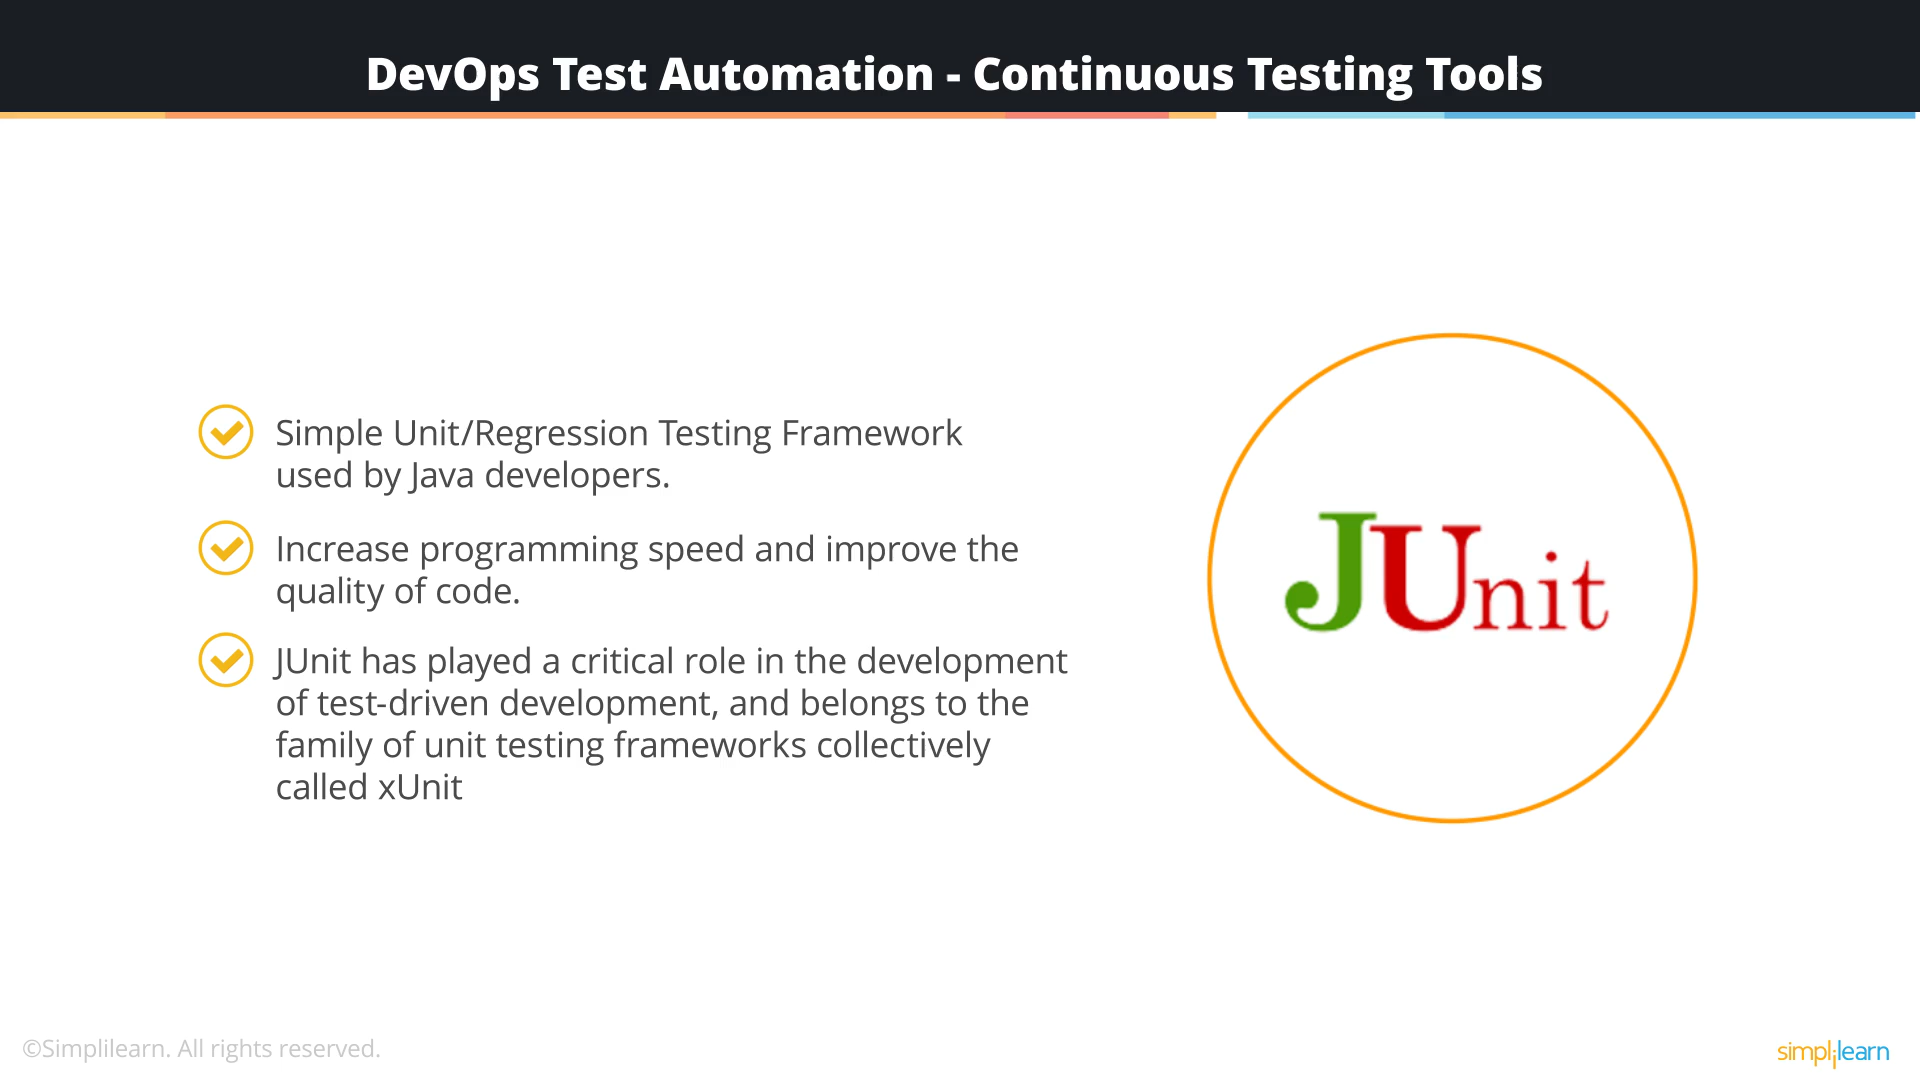 DevOps Test Automation - Continuous Testing Tools
Simple Unit/Regression Testing Framework
used by Java developers.
Increase programming speed and improve the
quality of code.
JUnit has played a critical role in the development
of test-driven development, and belongs to the
family of unit testing frameworks collectively
called xUnit
JUnit
©Simplilearn. All rights reserved.
simplilearn